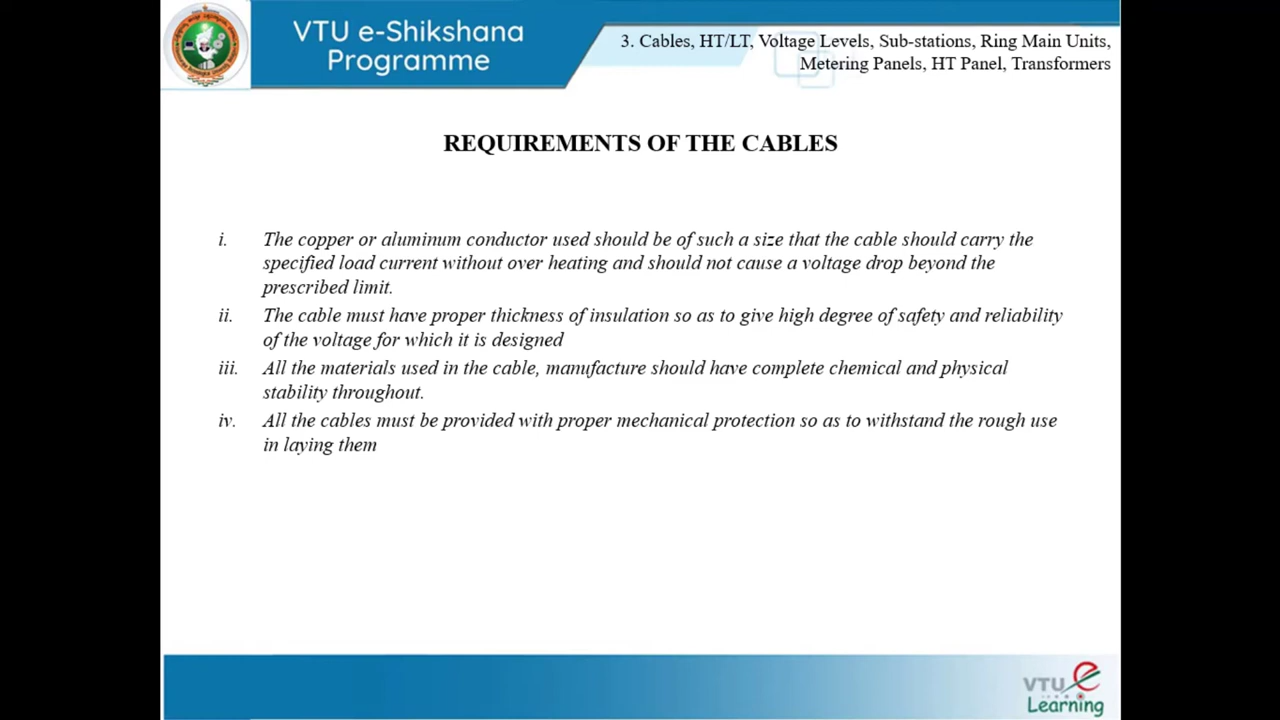 VTU e-Shikshana
Programme
3. Cables, HT/LT, Voltage Levels, Sub-stations, Ring Main Units,
Metering Panels, HT Panel, Transformers
REQUIREMENTS OF THE CABLES
i. The copper or aluminum conductor used should be of such a size that the cable should carry the
specified load current without over heating and should not cause a voltage drop beyond the
prescribed limit.
ii. The cable must have proper thickness of insulation so as to give high degree of safety and reliability
of the voltage for which it is designed
iii. All the materials used in the cable, manufacture should have complete chemical and physical
stability throughout.
iv. All the cables must be provided with proper mechanical protection so as to withstand the rough use
in laying them
VTU e
Learning